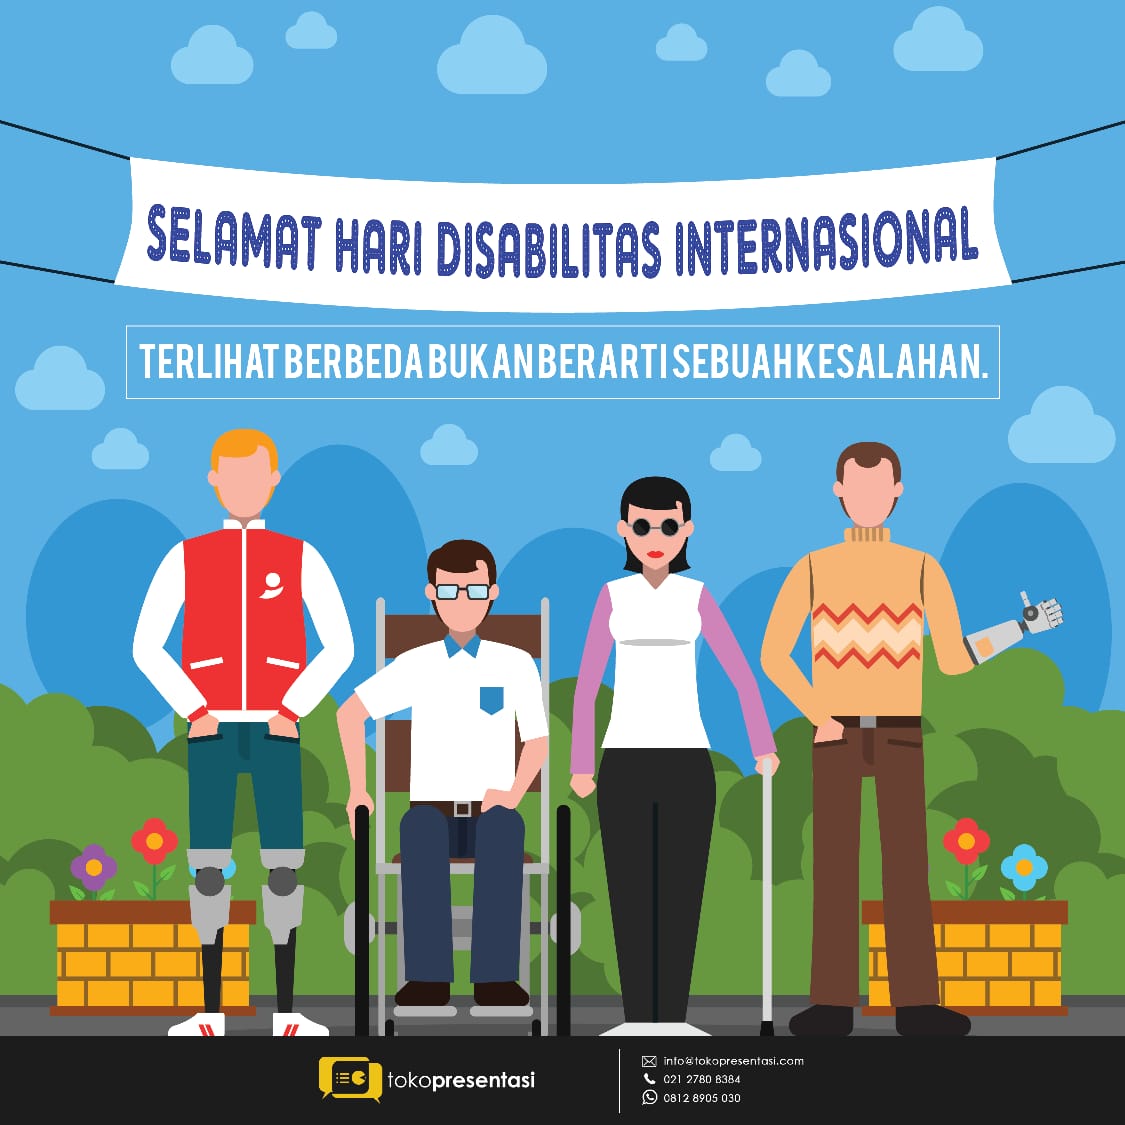 SELAMAT HARI DISABILITAS INTERNASIONAL
TERLIHAT BERBEDA BUKAN BERARTI SEBUAH KESALAHAN.
tokopresentasi
info@tokopresentasi.com
021 2780 8384
0812 8905 030